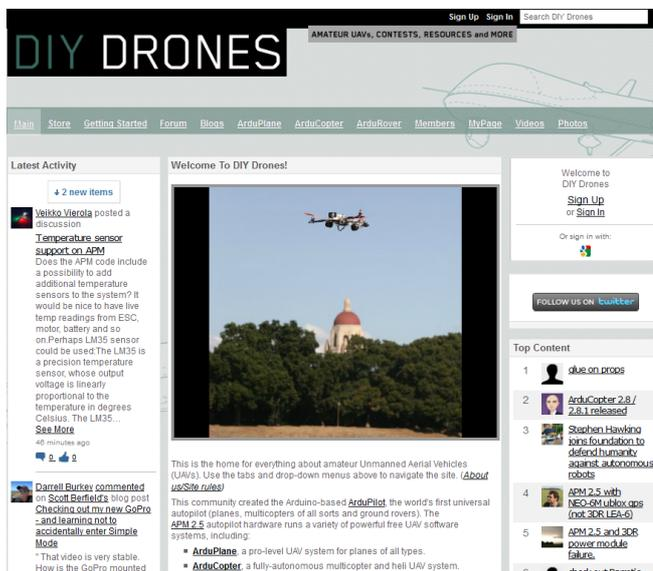 Sign Up Sign In Search DIY Drones
DIY DRONES
AMATEUR UAVs, CONTESTS, RESOURCES and MORE
Main Store Getting Started Forum Blogs ArduPlane ArduCopter ArduRover Members MyPage Videos Photos
Latest Activity
2 new items
Veikko Vierola posted a
discussion
Temperature sensor
support on APM
Does the APM code include
a possibility to add
additional temperature
sensors to the system? It
would be nice to have live
temp readings from ESC,
motor, battery and so
on.Perhaps LM35 sensor
could be used:The LM35 is
a precision temperature
sensor, whose output
voltage is linearly
proportional to the
temperature in degrees
Celsius. The LM35…
See More
46 minutes ago
0 0
Darrell Burkey commented
on Scott Berfield's blog post
Checking out my new GoPro
- and learning not to
accidentally enter Simple
Mode
"That video is very stable.
How is the GoPro mounted
Welcome To DIY Drones!
This is the home for everything about amateur Unmanned Aerial Vehicles
(UAVs). Use the tabs and drop-down menus above to navigate the site. (About
us/Site rules)
This community created the Arduino-based ArduPilot, the world's first universal
autopilot (planes, multicopters of all sorts and ground rovers). The
APM 2.5 autopilot hardware runs a variety of powerful free UAV software
systems, including:
ArduPlane, a pro-level UAV system for planes of all types.
ArduCopter, a fully-autonomous multicopter and heli UAV system.
Welcome to
DIY Drones
Sign Up
or Sign In
Or sign in with:
FOLLOW US ON twitter
Top Content
1 glue on props
2 ArduCopter 2.8 /
2.8.1 released
3 Stephen Hawking
joins foundation to
defend humanity
against autonomous
robots
4 APM 2.5 with
NEO-6M ublox gps
(not 3DR LEA-6)
5 APM 2.5 and 3DR
power module
failure.